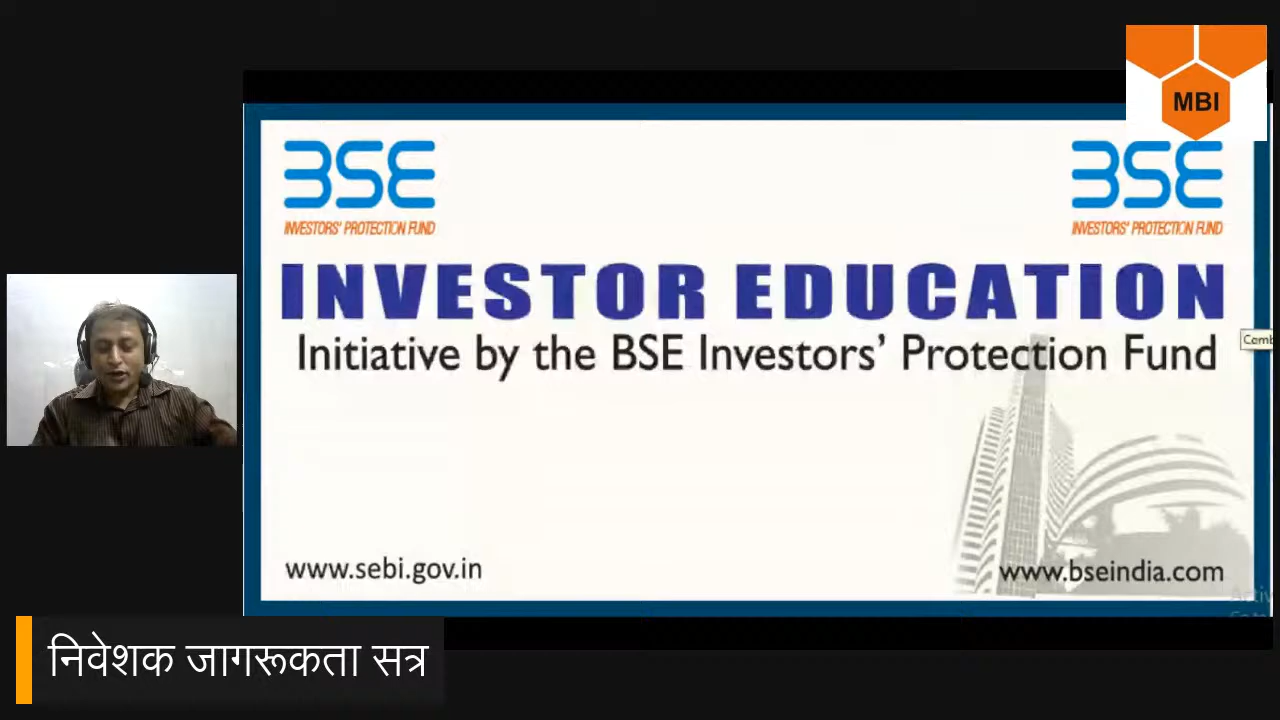 MBI
BSE BSE
INVESTORS' PROTECTION FUND INVESTORS' PROTECTION FUND
INVESTOR EDUCATION
Initiative by the BSE Investors’ Protection Fund
www.sebi.gov.in
www.bseindia.com
निवेशक जागरूकता सत्र